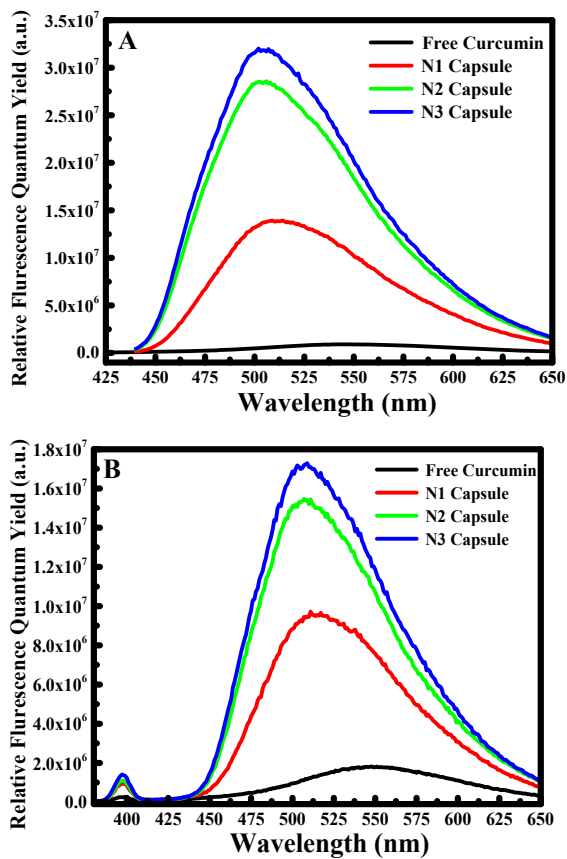 A
Relative Flurescence Quantum Yield (a.u.)
3.5x10⁷
3.0x10⁷
2.5x10⁷
2.0x10⁷
1.5x10⁷
1.0x10⁷
5.0x10⁶
0.0
Free Curcumin
N1 Capsule
N2 Capsule
N3 Capsule
425 450 475 500 525 550 575 600 625 650
Wavelength (nm)
B
Relative Flurescence Quantum Yield (a.u.)
1.8x10⁷
1.6x10⁷
1.4x10⁷
1.2x10⁷
1.0x10⁷
8.0x10⁶
6.0x10⁶
4.0x10⁶
2.0x10⁶
0.0
Free Curcumin
N1 Capsule
N2 Capsule
N3 Capsule
400 425 450 475 500 525 550 575 600 625 650
Wavelength (nm)